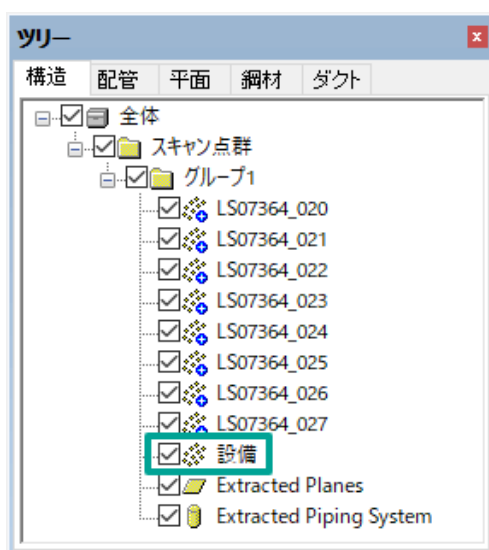 ツリー
構造 配管 平面 鋼材 ダクト
全体
スキャン点群
グループ1
LS07364_020
LS07364_021
LS07364_022
LS07364_023
LS07364_024
LS07364_025
LS07364_026
LS07364_027
設備
Extracted Planes
Extracted Piping System